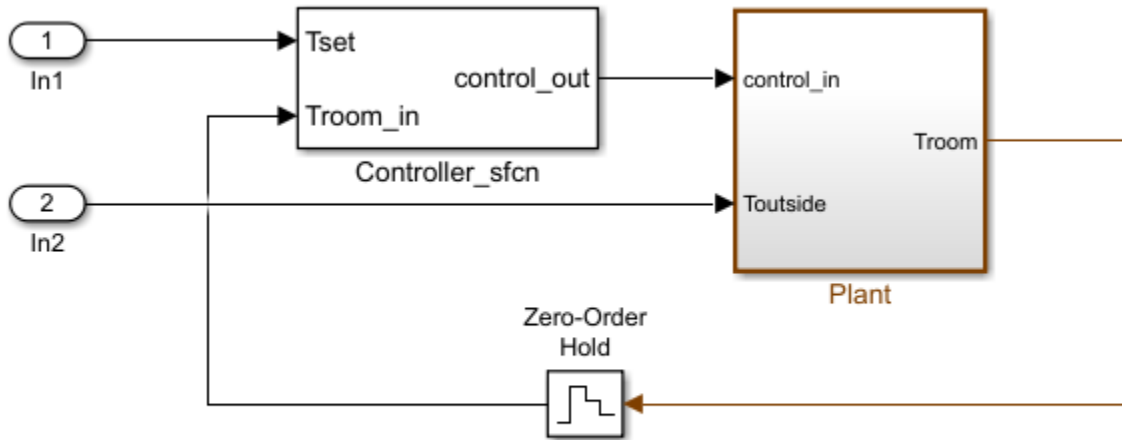 1
In1
Tset
Troom_in
control_out
Controller_sfcn
2
In2
control_in
Toutside
Troom
Plant
Zero-Order
Hold